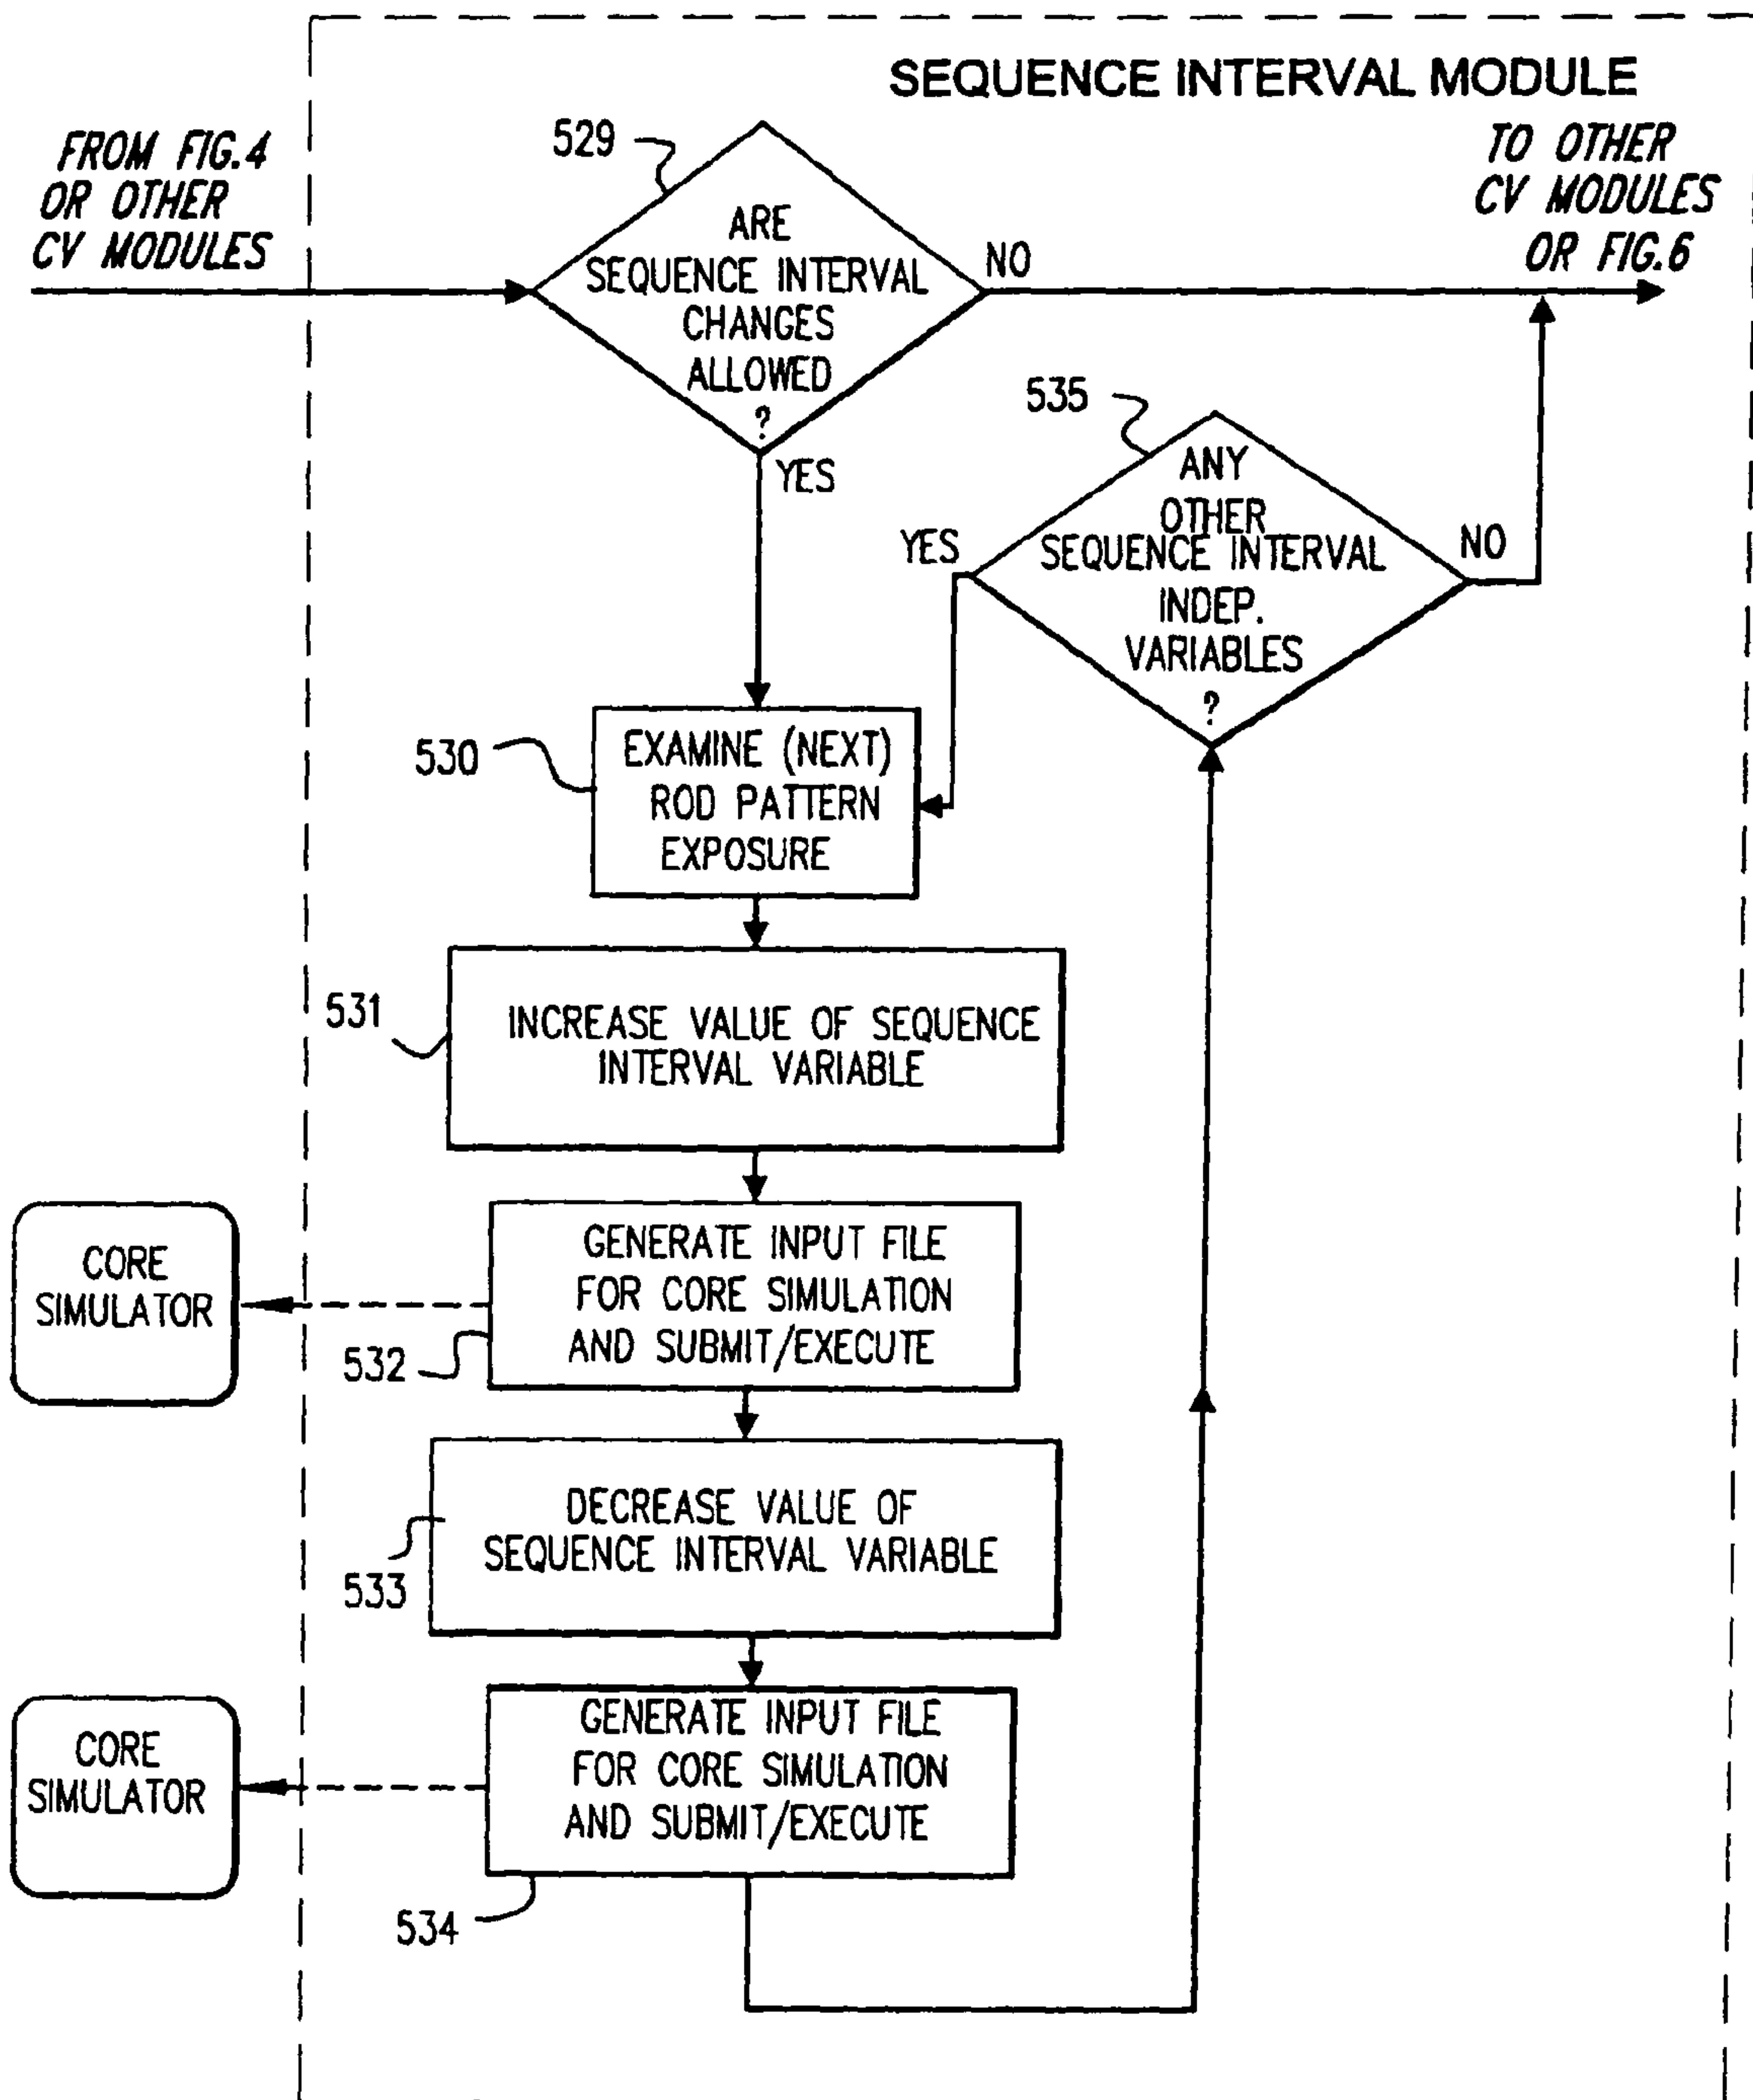 SEQUENCE INTERVAL MODULE
FROM FIG.4
OR OTHER
CV MODULES
529
ARE
SEQUENCE INTERVAL
CHANGES
ALLOWED
?
NO
YES
TO OTHER
CV MODULES
OR FIG.6
535
ANY
OTHER
SEQUENCE INTERVAL
INDEP.
VARIABLES
?
YES
NO
530
EXAMINE (NEXT)
ROD PATTERN
EXPOSURE
531
INCREASE VALUE OF SEQUENCE
INTERVAL VARIABLE
CORE
SIMULATOR
532
GENERATE INPUT FILE
FOR CORE SIMULATION
AND SUBMIT/EXECUTE
533
DECREASE VALUE OF
SEQUENCE INTERVAL VARIABLE
CORE
SIMULATOR
GENERATE INPUT FILE
FOR CORE SIMULATION
AND SUBMIT/EXECUTE
534